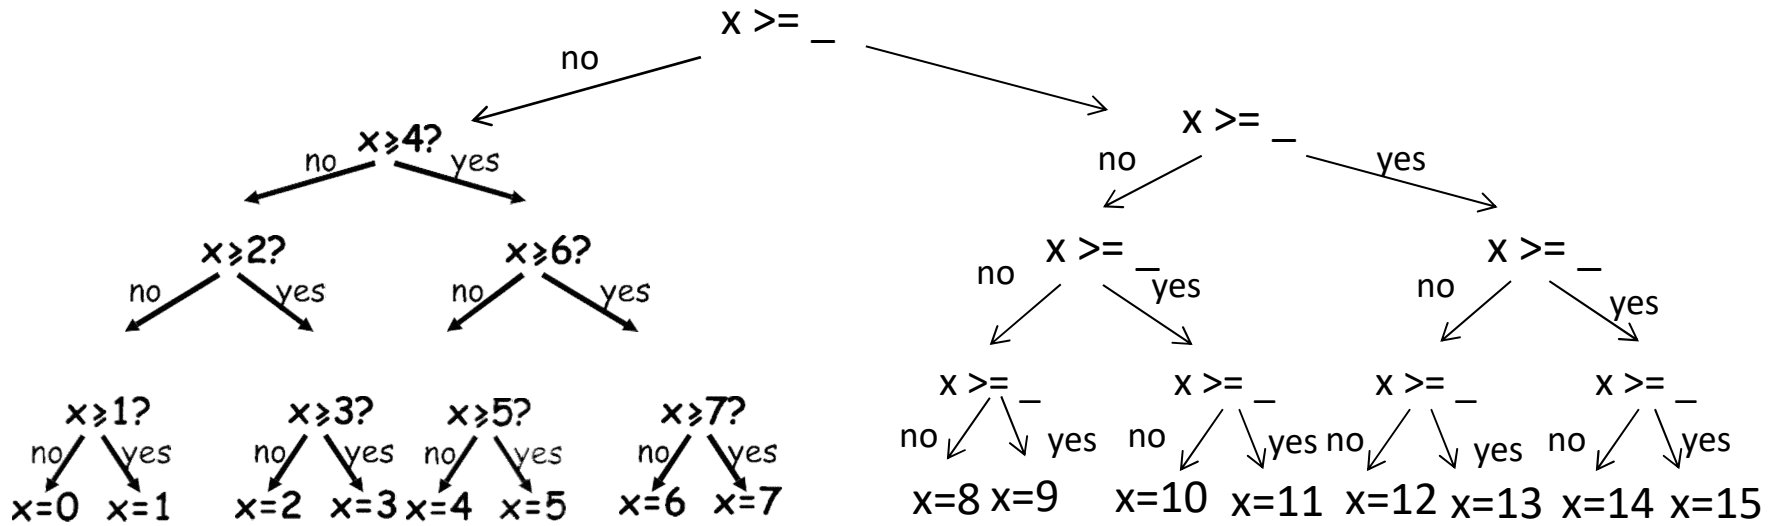 x >= _
no
x >= _
x⩾4?
no yes
no yes
x⩾2? x⩾6?
x >= _ x >= _
no yes no yes
no yes no yes
x >= _ x >= _ x >= _ x >= _
x⩾1? x⩾3? x⩾5? x⩾7?
no yes no yes no yes no yes
no yes no yes no yes no yes
x=0 x=1 x=2 x=3 x=4 x=5 x=6 x=7
x=8 x=9 x=10 x=11 x=12 x=13 x=14 x=15